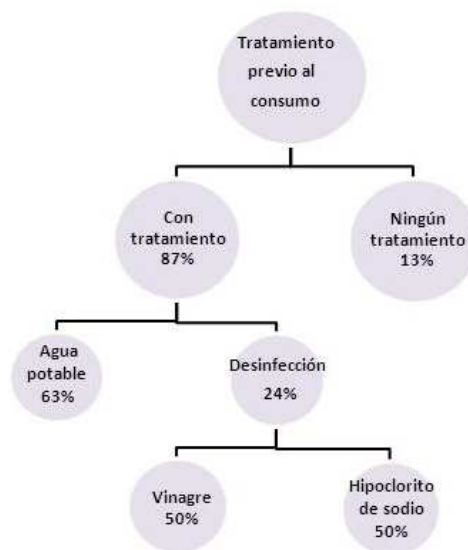 Tratamiento
previo al
consumo
Con
tratamiento
87%
Ningún
tratamiento
13%
Agua
potable
63%
Desinfección
24%
Vinagre
50%
Hipoclorito
de sodio
50%